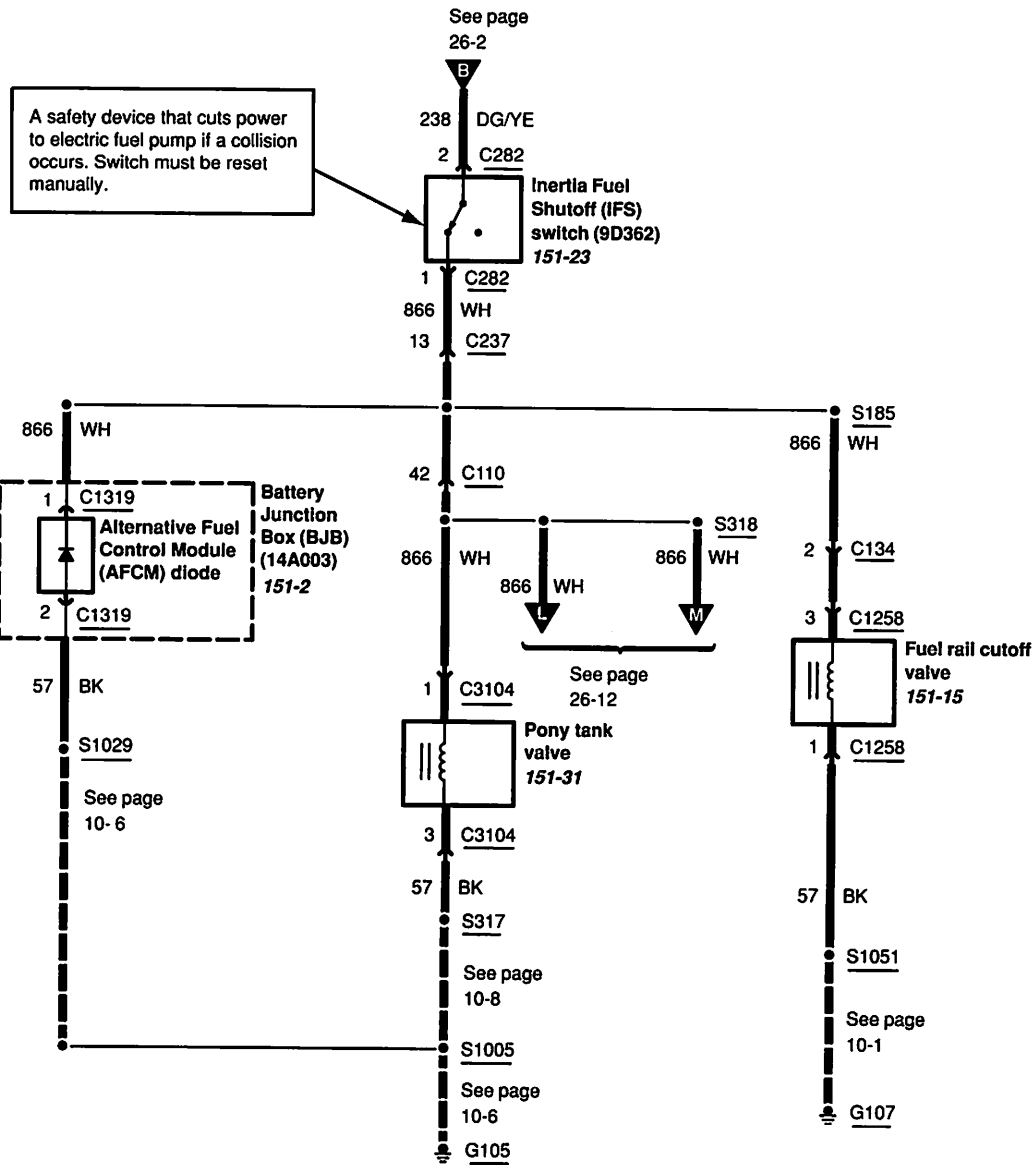 See page
26-2
B
A safety device that cuts power
to electric fuel pump if a collision
occurs. Switch must be reset
manually.
238 DG/YE
2 C282
Inertia Fuel
Shutoff (IFS)
switch (9D362)
151-23
1 C282
866 WH
13 C237
S185
866 WH
866 WH
42 C110
1 C1319
Battery
Junction
Box (BJB)
(14A003)
151-2
Alternative Fuel
Control Module
(AFCM) diode
2 C1319
S318
866 WH
866 WH
866 WH
L
M
See page
26-12
2 C134
3 C1258
Fuel rail cutoff
valve
151-15
1 C1258
57 BK
1 C3104
Pony tank
valve
151-31
S1029
See page
10- 6
3 C3104
57 BK
57 BK
S317
S1051
See page
10-8
See page
10-1
S1005
See page
10-6
G107
G105